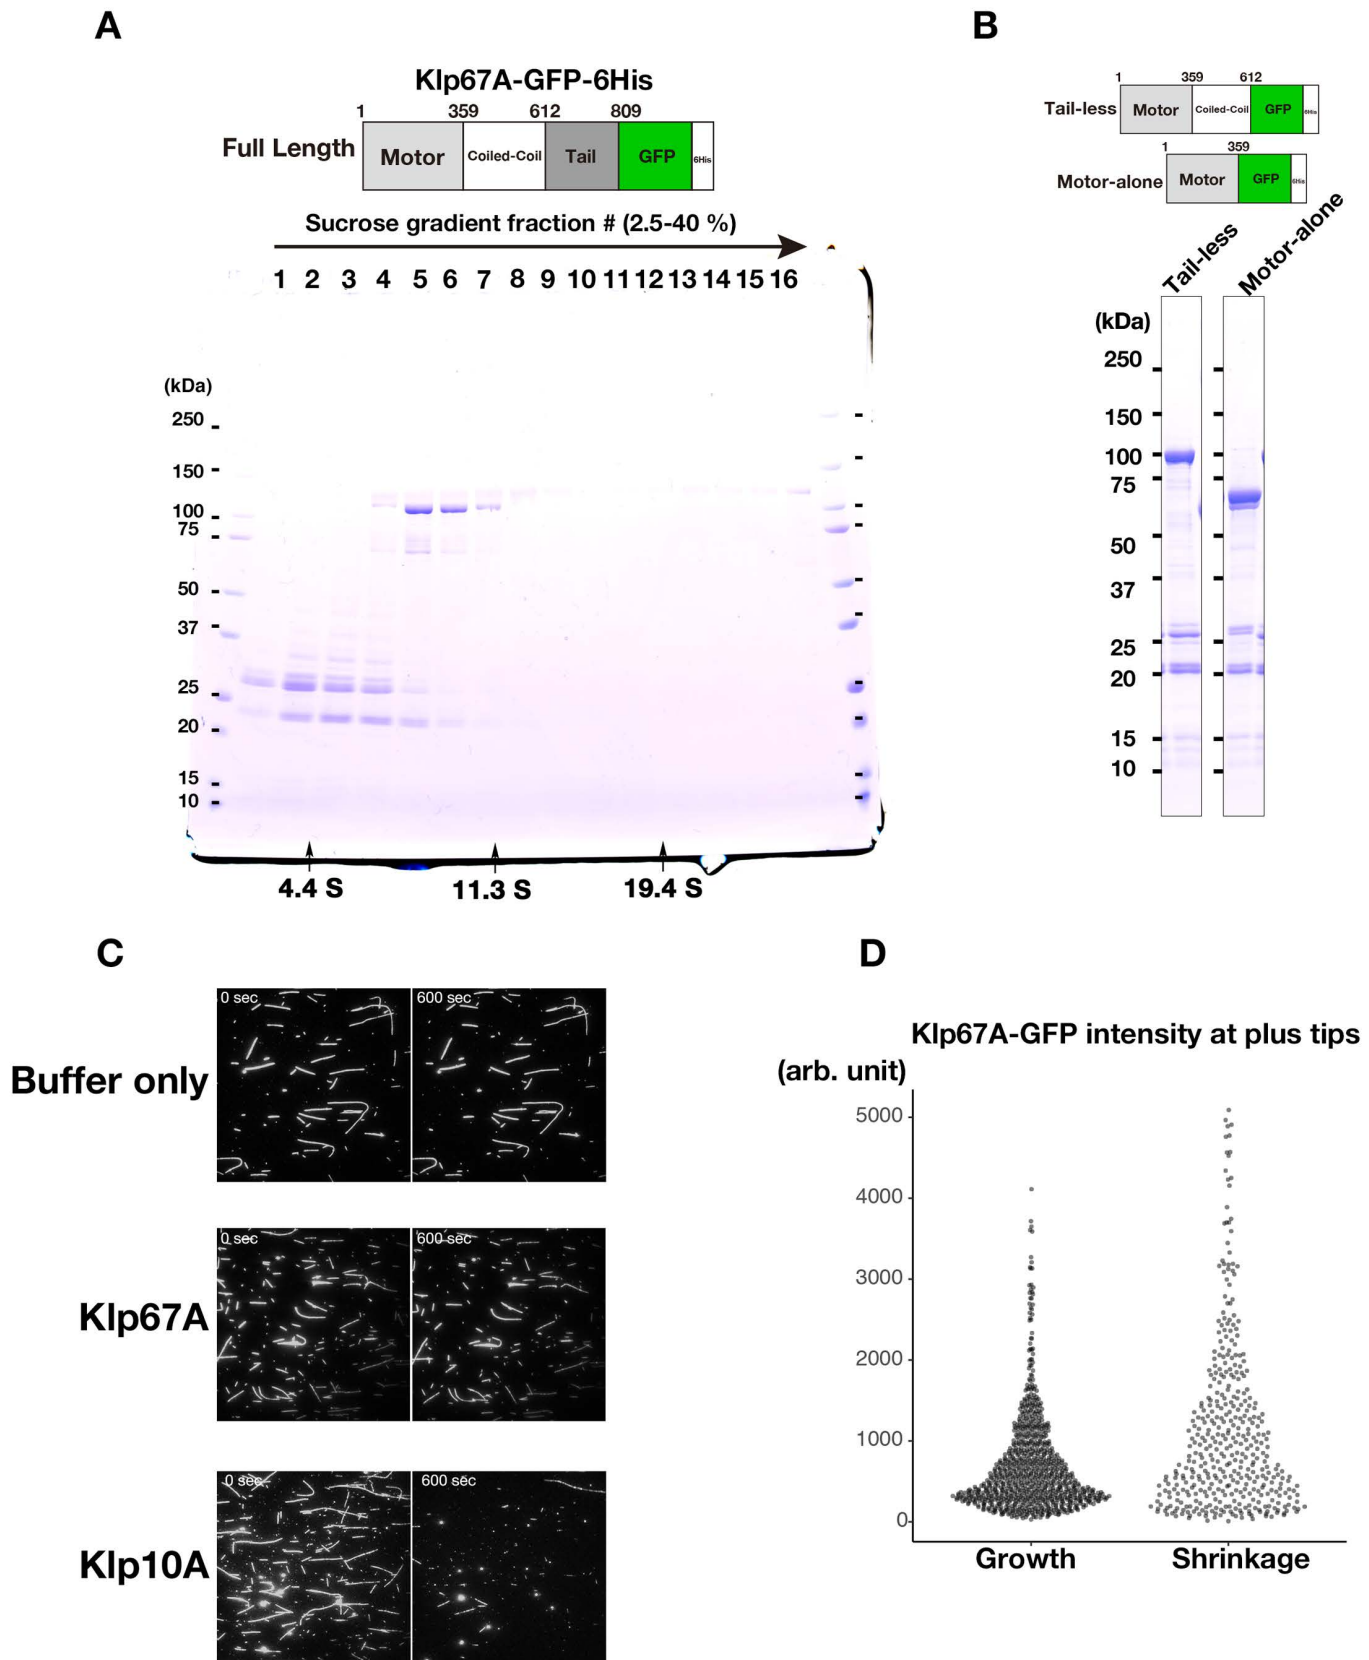 A
Klp67A-GFP-6His
1 359 612 809
Full Length Motor Coiled-Coil Tail GFP 6His
Sucrose gradient fraction # (2.5-40 %)
1 2 3 4 5 6 7 8 9 10 11 12 13 14 15 16
(kDa)
250
150
100
75
50
37
25
20
15
10
4.4 S 11.3 S 19.4 S
B
1 359 612
Tail-less Motor Coiled-Coil GFP 6His
1 359
Motor-alone Motor GFP 6His
Tail-less Motor-alone
(kDa)
250
150
100
75
50
37
25
20
15
10
C
0 sec 600 sec
Buffer only
0 sec 600 sec
Klp67A
0 sec 600 sec
Klp10A
D
Klp67A-GFP intensity at plus tips
(arb. unit)
5000
4000
3000
2000
1000
0
Growth Shrinkage